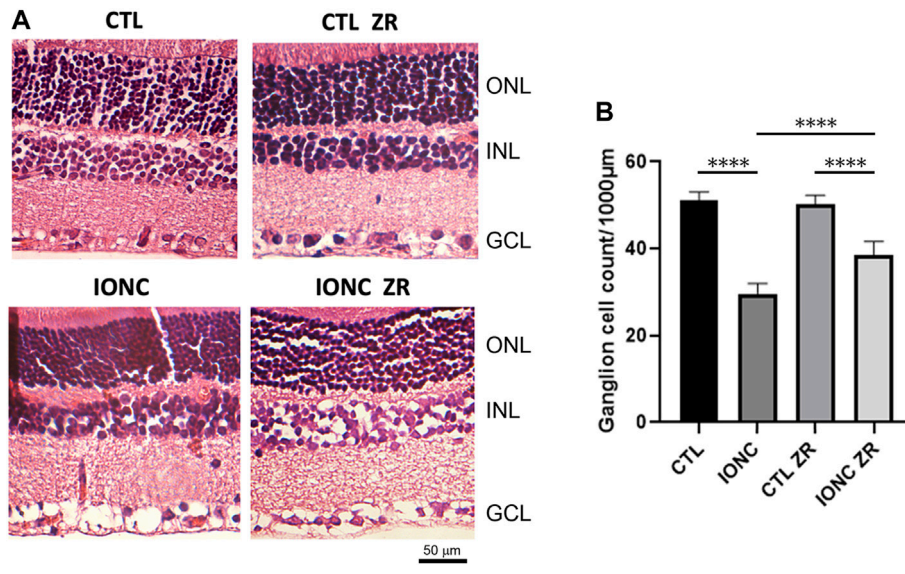 A
CTL
CTL ZR
ONL
INL
GCL
IONC
IONC ZR
ONL
INL
GCL
50 μm
B
****
****
****
Ganglion cell count/1000μm
60
40
20
0
CTL
IONC
CTL ZR
IONC ZR